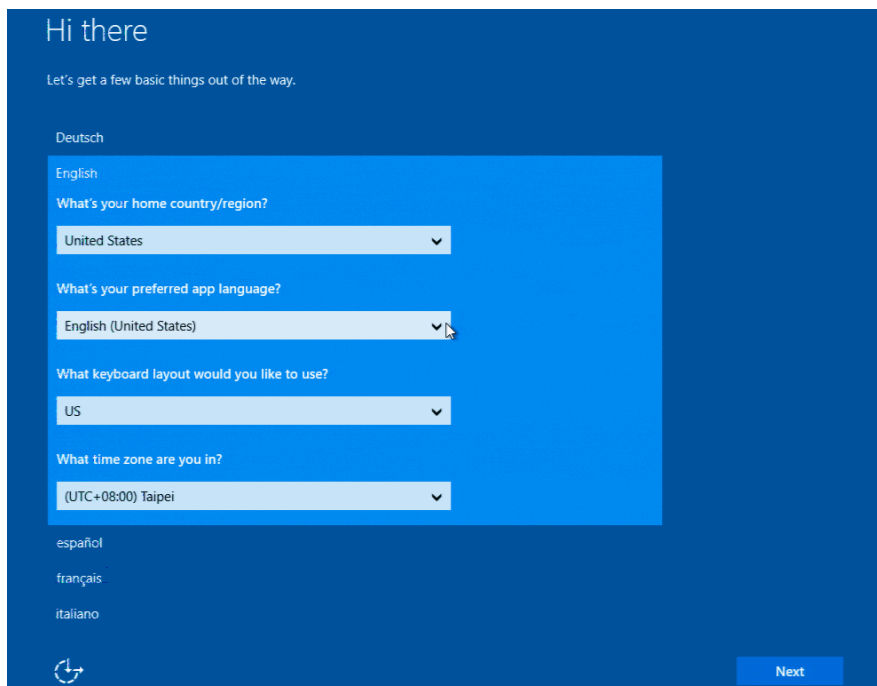 Hi there
Let's get a few basic things out of the way.
Deutsch
English
What's your home country/region?
United States
What's your preferred app language?
English (United States)
What keyboard layout would you like to use?
US
What time zone are you in?
(UTC+08:00) Taipei
español
français
italiano
Next